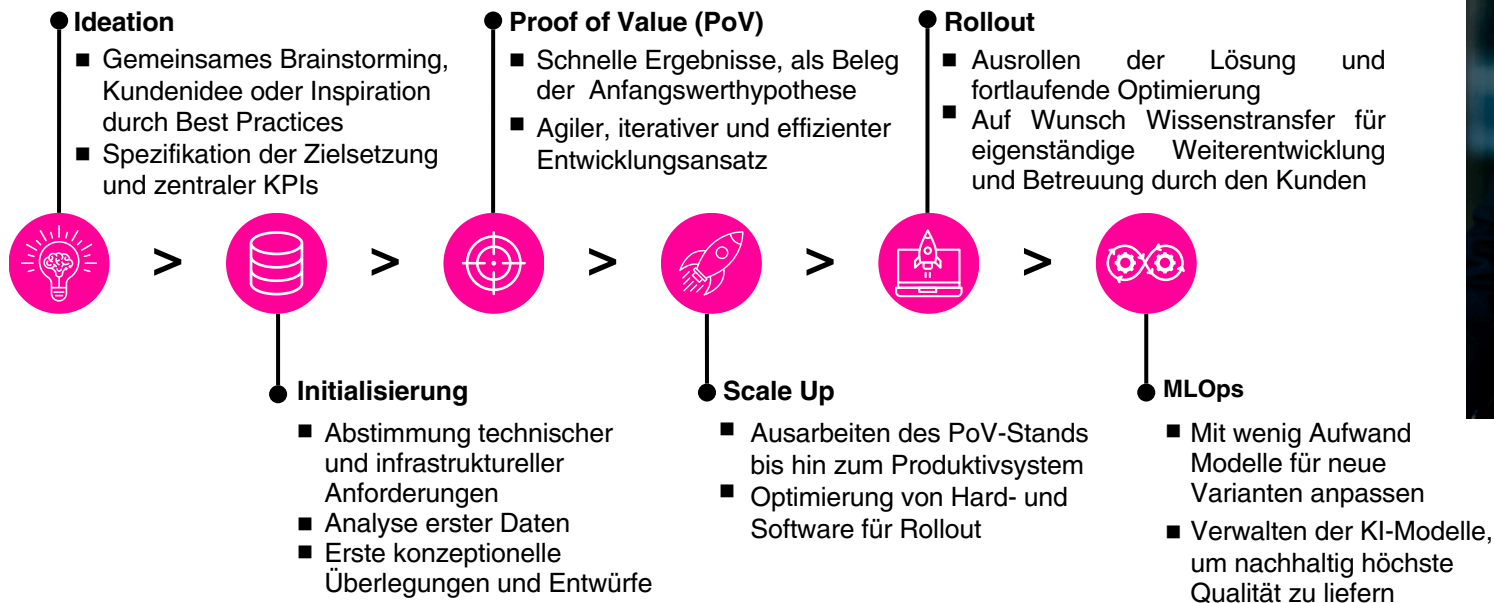 Ideation
■ Gemeinsames Brainstorming,
Kundenidee oder Inspiration
durch Best Practices
■ Spezifikation der Zielsetzung
und zentraler KPIs
Proof of Value (PoV)
■ Schnelle Ergebnisse, als Beleg
der Anfangswerthypothese
■ Agiler, iterativer und effizienter
Entwicklungsansatz
Rollout
■ Ausrollen der Lösung und
fortlaufende Optimierung
■ Auf Wunsch Wissenstransfer für
eigenständige Weiterentwicklung
und Betreuung durch den Kunden
> > > > >
Initialisierung
■ Abstimmung technischer
und infrastruktureller
Anforderungen
■ Analyse erster Daten
■ Erste konzeptionelle
Überlegungen und Entwürfe
Scale Up
■ Ausarbeiten des PoV-Stands
bis hin zum Produktivsystem
■ Optimierung von Hard- und
Software für Rollout
MLOps
■ Mit wenig Aufwand
Modelle für neue
Varianten anpassen
■ Verwalten der KI-Modelle,
um nachhaltig höchste
Qualität zu liefern